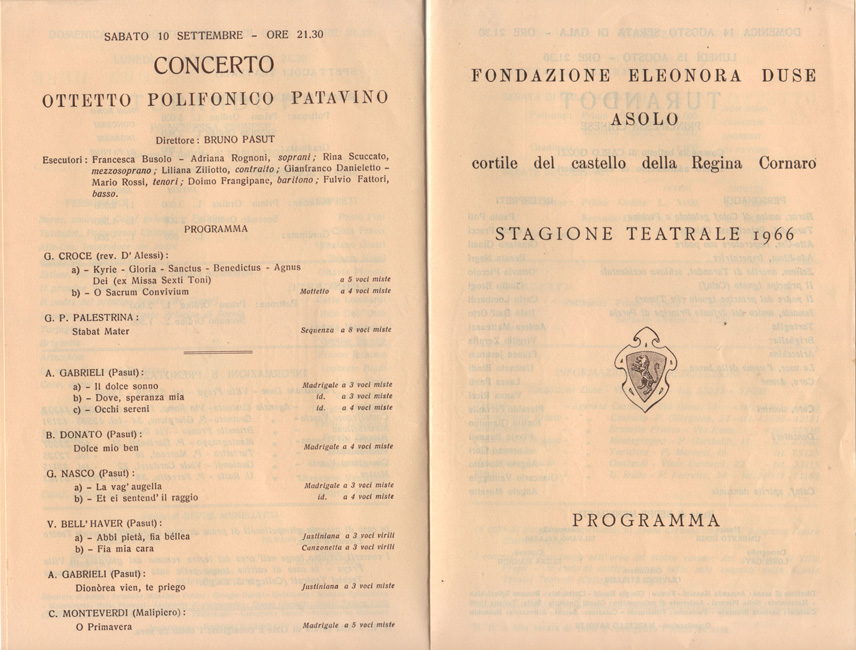 SABATO 10 SETTEMBRE - ORE 21.30
CONCERTO
OTTETTO POLIFONICO PATAVINO
Direttore: BRUNO PASUT
Esecutori: Francesca Busolo - Adriana Rognoni, soprani; Rina Scuccato,
mezzosoprano; Liliana Ziliotto, contralto; Gianfranco Danieletto -
Mario Rossi, tenori; Doimo Frangipane, baritono; Fulvio Fattori,
basso.
PROGRAMMA
G. CROCE (rev. D'Alessi):
a) - Kyrie - Gloria - Sanctus - Benedictus - Agnus
Dei (ex Missa Sexti Toni) a 5 voci miste
b) - O Sacrum Convivium Mottetto a 4 voci miste
G. P. PALESTRINA:
Stabat Mater Sequenza a 8 voci miste
A. GABRIELI (Pasut):
a) - Il dolce sonno Madrigale a 3 voci miste
b) - Dove, speranza mia id. a 3 voci miste
c) - Occhi sereni id. a 4 voci miste
B. DONATO (Pasut):
Dolce mio ben Madrigale a 4 voci miste
G. NASCO (Pasut):
a) - La vag' augella Madrigale a 3 voci miste
b) - Et ei sentend' il raggio id. a 4 voci miste
V. BELL'HAVER (Pasut):
a) - Abbi pietà, fia béllea Justiniana a 3 voci virili
b) - Fia mia cara Canzonetta a 3 voci virili
A. GABRIELI (Pasut):
Dionòrea vien, te priego Justiniana a 3 voci miste
C. MONTEVERDI (Malipiero):
O Primavera Madrigale a 5 voci miste
FONDAZIONE ELEONORA DUSE
ASOLO
cortile del castello della Regina Cornaro
STAGIONE TEATRALE 1966
PROGRAMMA